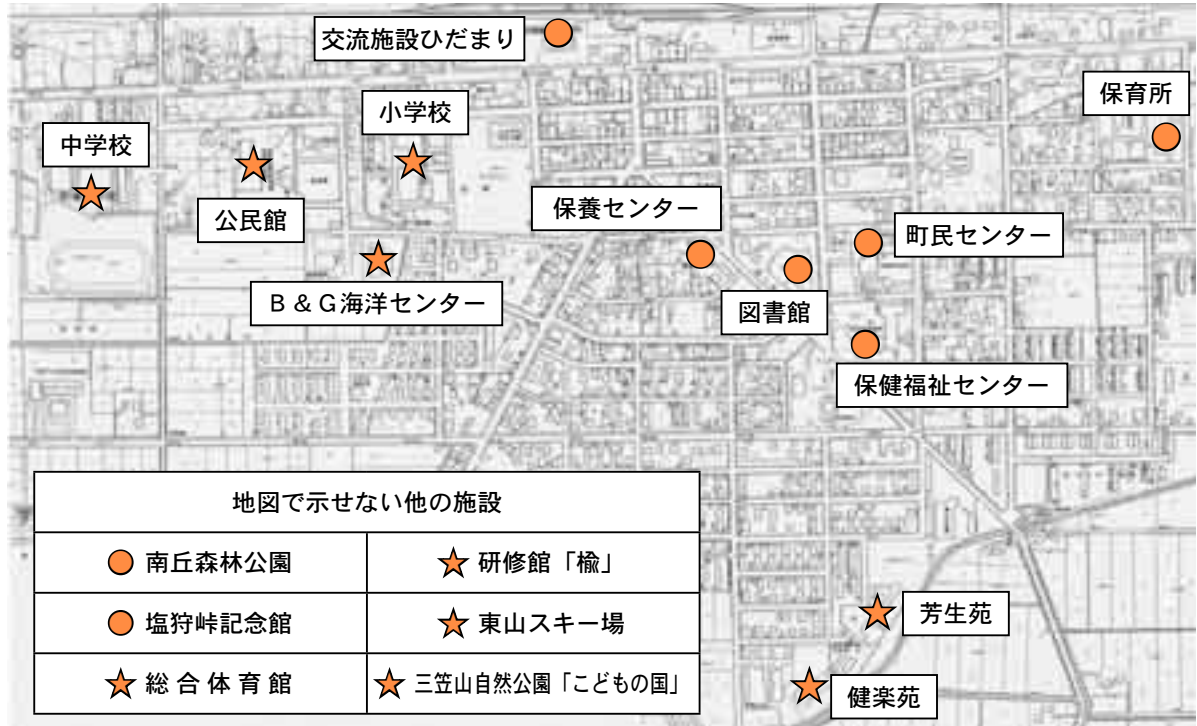 交流施設ひだまり
小学校
保育所
中学校
公民館
保養センター
町民センター
B&G海洋センター
図書館
保健福祉センター
地図で示せない他の施設
南丘森林公園
研修館「楡」
塩狩峠記念館
東山スキー場
総合体育館
三笠山自然公園「こどもの国」
芳生苑
健楽苑